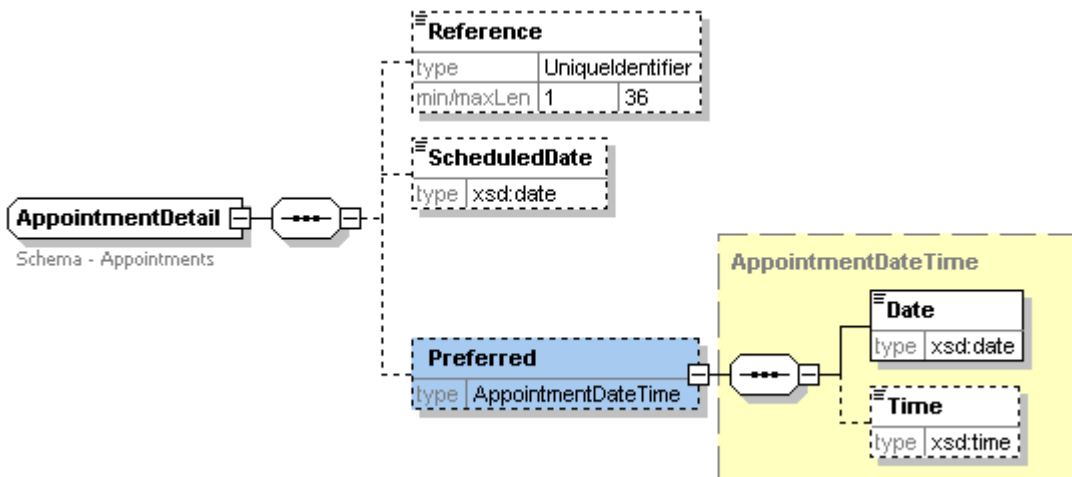 Reference
type UniqueIdentifier
min/maxLen 1 36
ScheduledDate
type xsd:date
AppointmentDetail
Schema - Appointments
AppointmentDateTime
Date
type xsd:date
Preferred
type AppointmentDateTime
Time
type xsd:time